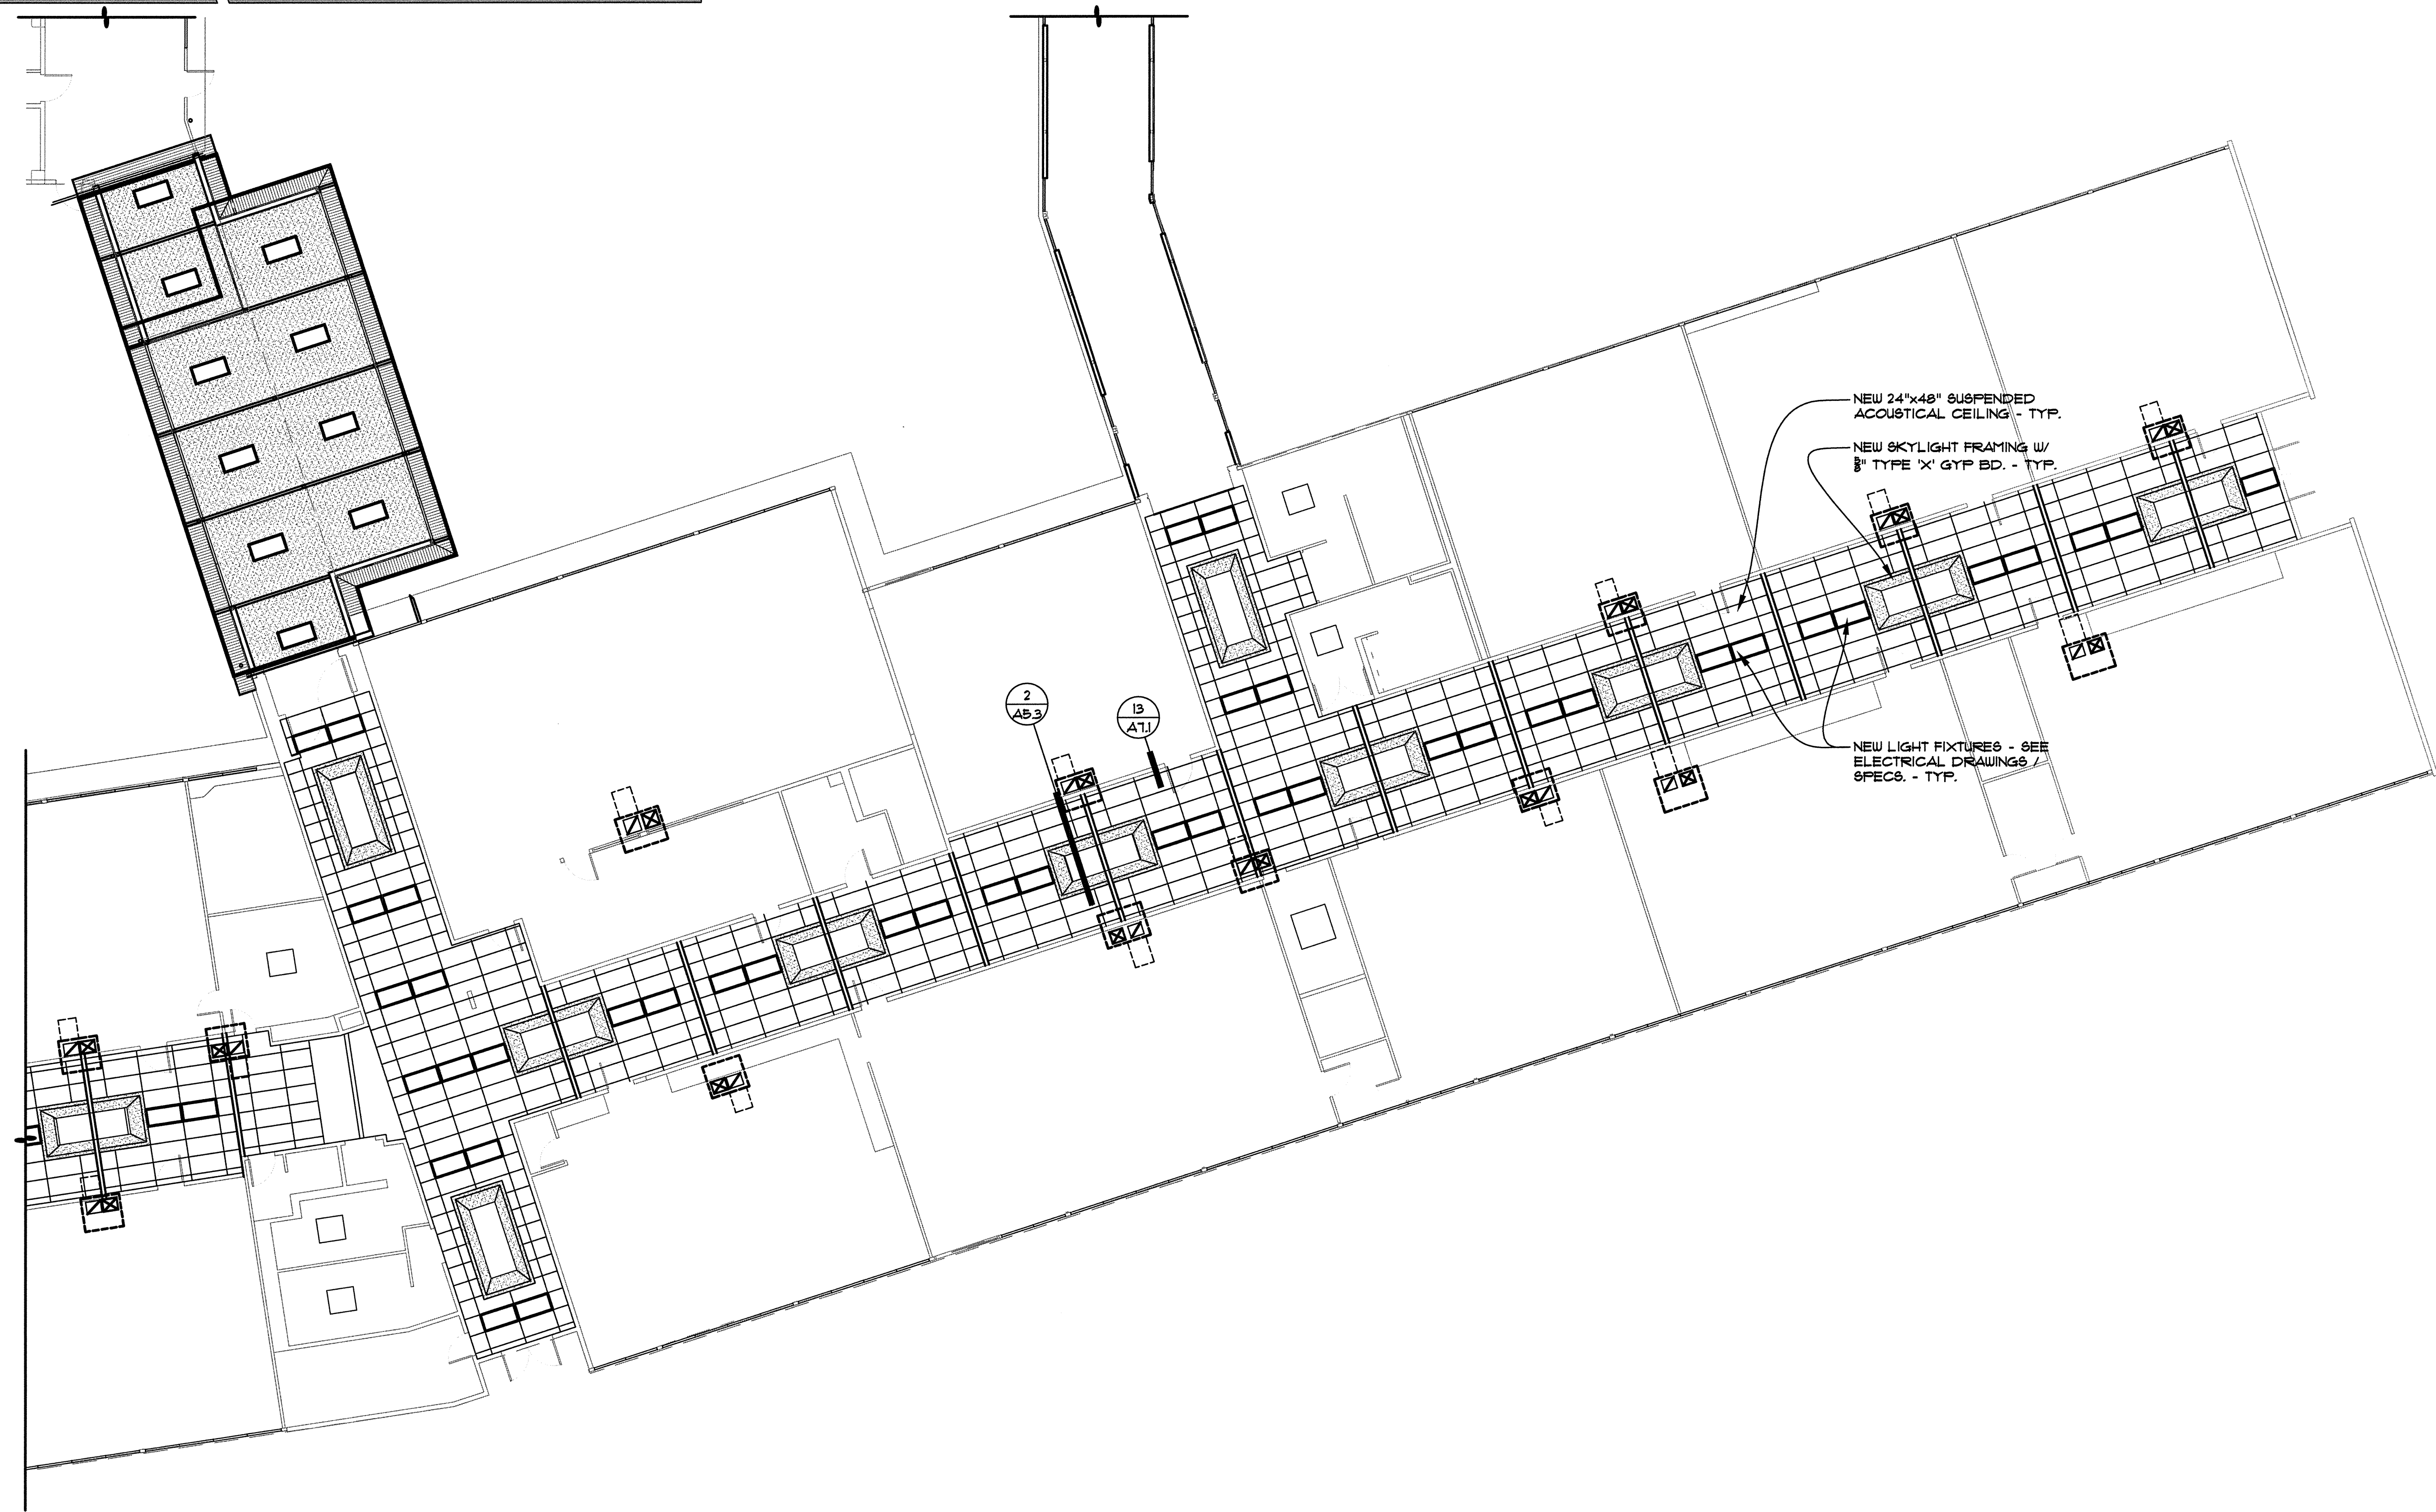 NEW 24"x48" SUSPENDED
ACOUSTICAL CEILING - TYP.
NEW SKYLIGHT FRAMING W/
5/8" TYPE 'X' GYP BD. - TYP.
2
A5.3
13
A7.1
NEW LIGHT FIXTURES - SEE
ELECTRICAL DRAWINGS /
SPECS. - TYP.